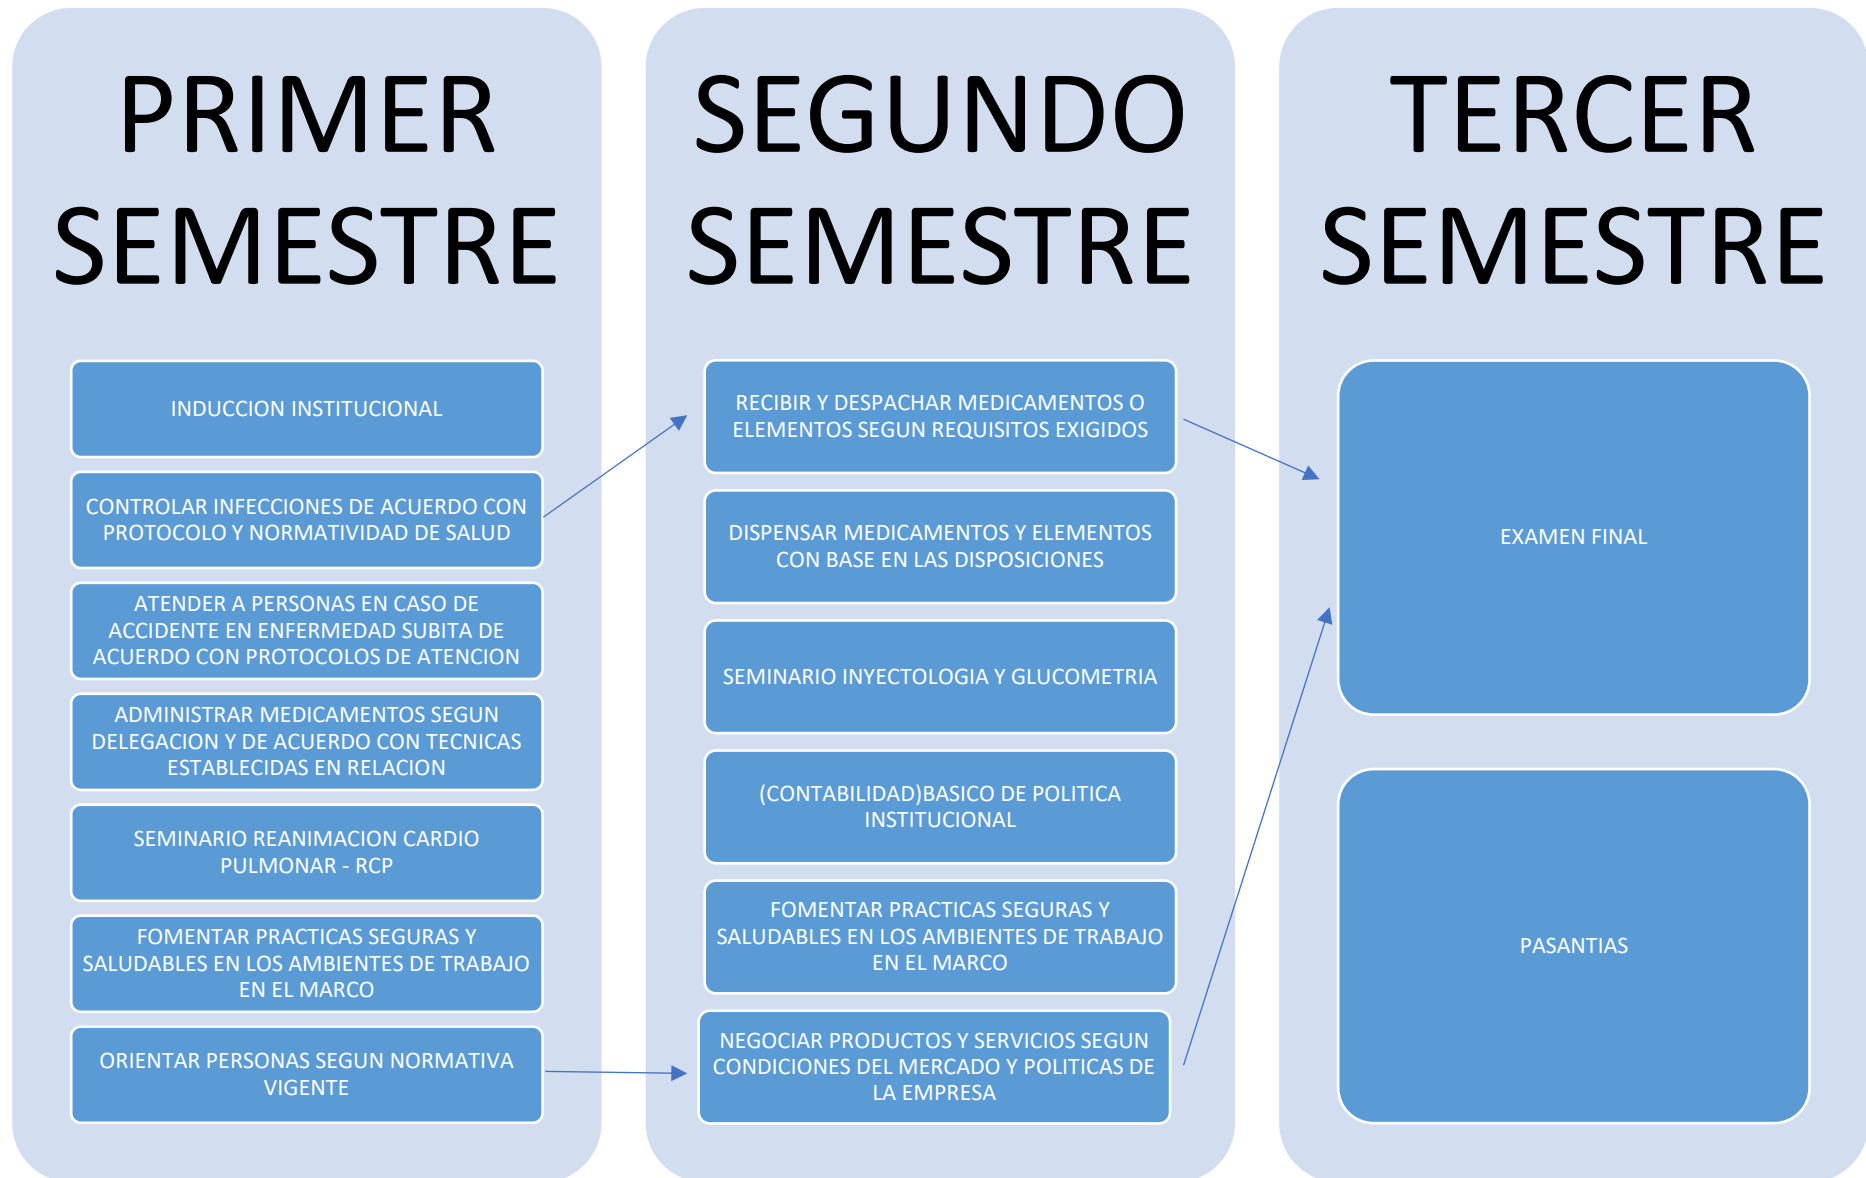 PRIMER
SEMESTRE
INDUCCION INSTITUCIONAL
CONTROLAR INFECCIONES DE ACUERDO CON
PROTOCOLO Y NORMATIVIDAD DE SALUD
ATENDER A PERSONAS EN CASO DE
ACCIDENTE EN ENFERMEDAD SUBITA DE
ACUERDO CON PROTOCOLOS DE ATENCION
ADMINISTRAR MEDICAMENTOS SEGUN
DELEGACION Y DE ACUERDO CON TECNICAS
ESTABLECIDAS EN RELACION
SEMINARIO REANIMACION CARDIO
PULMONAR - RCP
FOMENTAR PRACTICAS SEGURAS Y
SALUDABLES EN LOS AMBIENTES DE TRABAJO
EN EL MARCO
ORIENTAR PERSONAS SEGUN NORMATIVA
VIGENTE
SEGUNDO
SEMESTRE
RECIBIR Y DESPACHAR MEDICAMENTOS O
ELEMENTOS SEGUN REQUISITOS EXIGIDOS
DISPENSAR MEDICAMENTOS Y ELEMENTOS
CON BASE EN LAS DISPOSICIONES
SEMINARIO INYECTOLOGIA Y GLUCOMETRIA
(CONTABILIDAD)BASICO DE POLITICA
INSTITUCIONAL
FOMENTAR PRACTICAS SEGURAS Y
SALUDABLES EN LOS AMBIENTES DE TRABAJO
EN EL MARCO
NEGOCIAR PRODUCTOS Y SERVICIOS SEGUN
CONDICIONES DEL MERCADO Y POLITICAS DE
LA EMPRESA
TERCER
SEMESTRE
EXAMEN FINAL
PASANTIAS